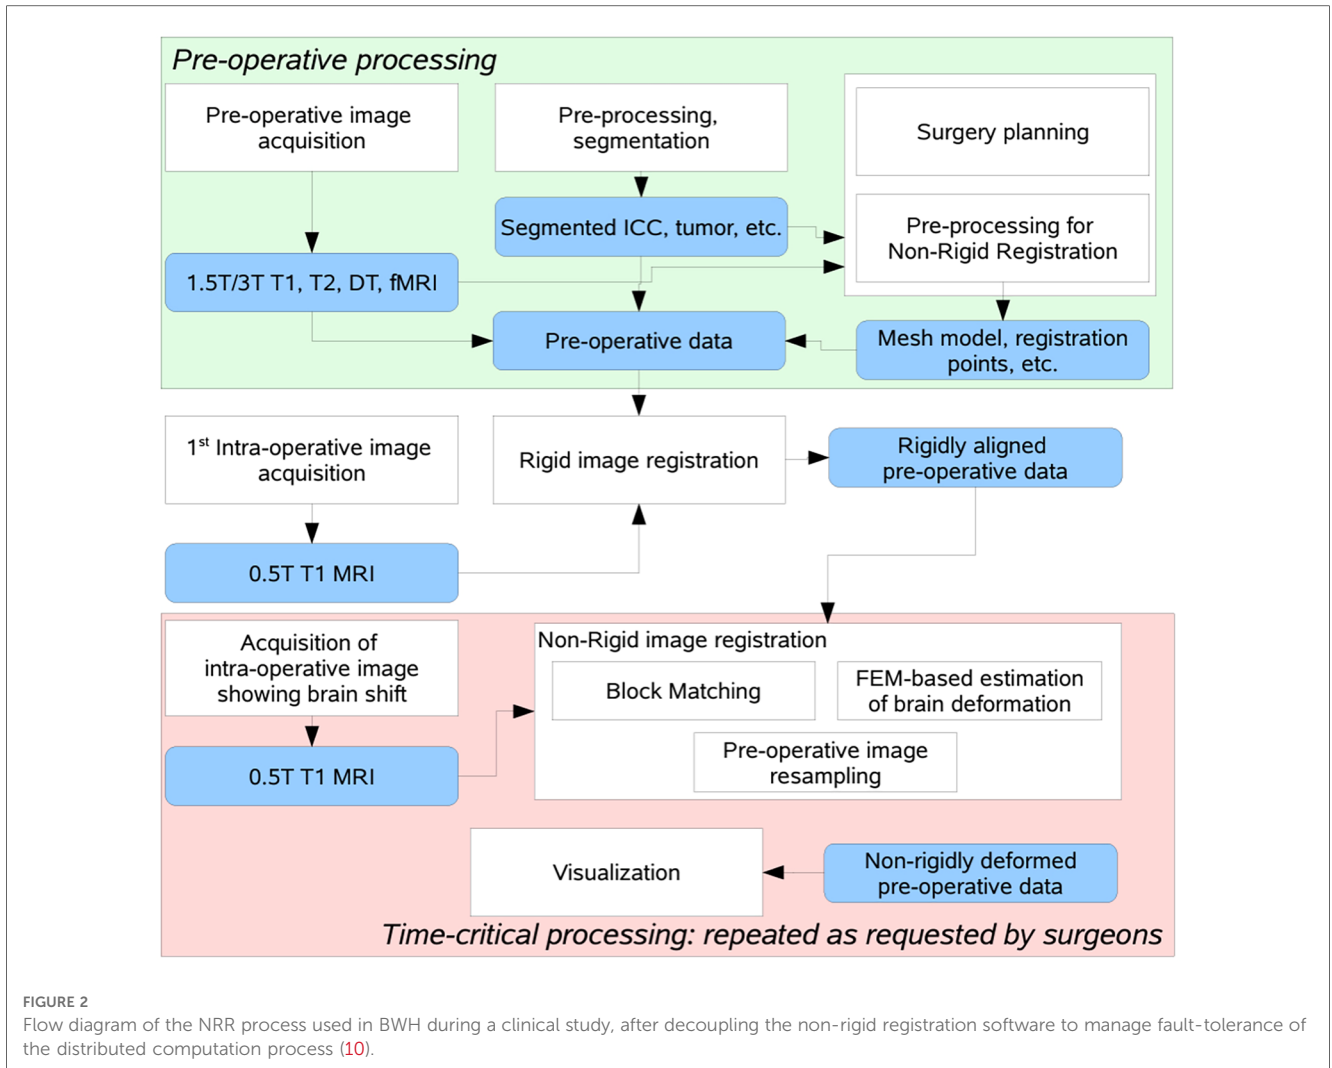 Pre-operative processing
Pre-operative image
acquisition
Pre-processing,
segmentation
Surgery planning
Segmented ICC, tumor, etc.
Pre-processing for
Non-Rigid Registration
1.5T/3T T1, T2, DT, fMRI
Pre-operative data
Mesh model, registration
points, etc.
1st Intra-operative image
acquisition
Rigid image registration
Rigidly aligned
pre-operative data
0.5T T1 MRI
Acquisition of
intra-operative image
showing brain shift
Non-Rigid image registration
Block Matching
FEM-based estimation
of brain deformation
Pre-operative image
resampling
0.5T T1 MRI
Visualization
Non-rigidly deformed
pre-operative data
Time-critical processing: repeated as requested by surgeons
FIGURE 2
Flow diagram of the NRR process used in BWH during a clinical study, after decoupling the non-rigid registration software to manage fault-tolerance of
the distributed computation process (10).